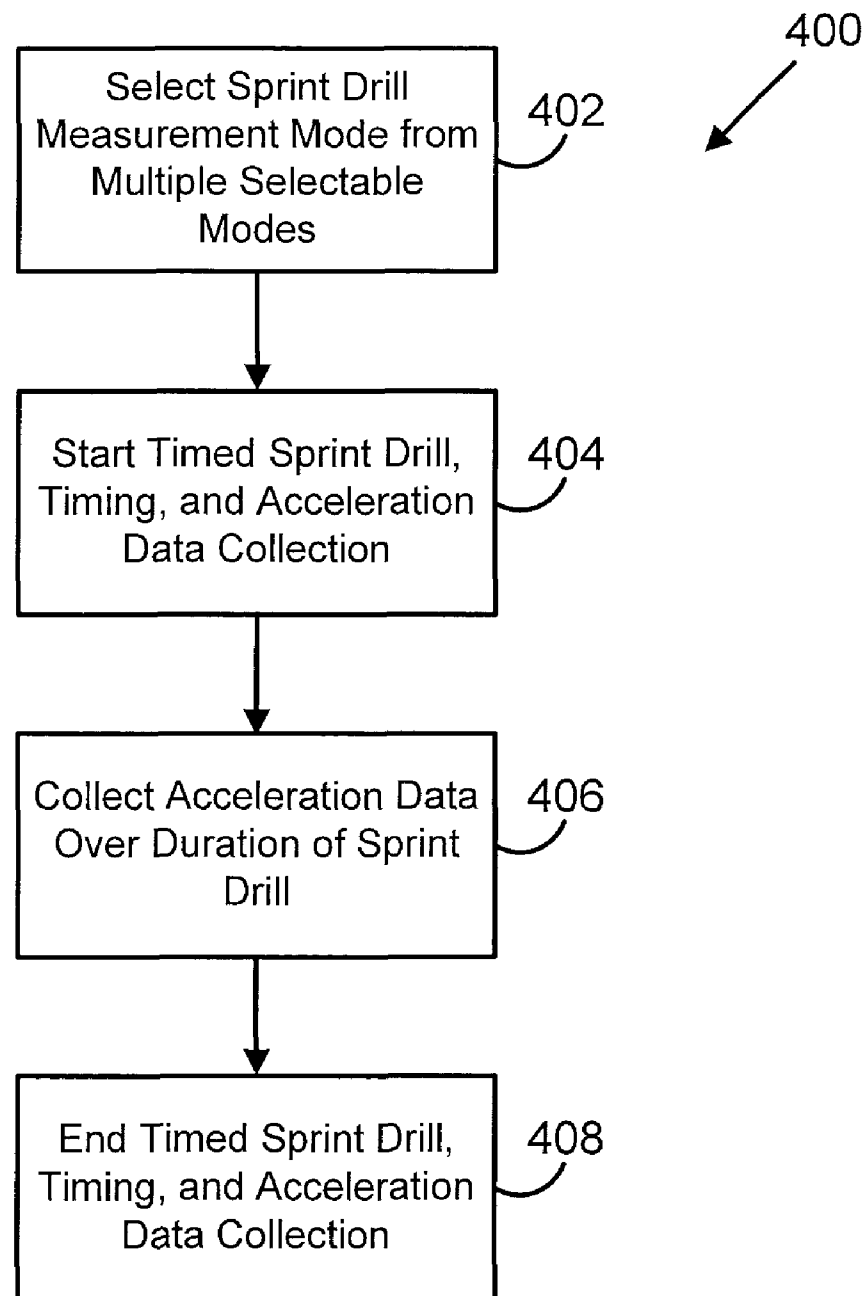 400
Select Sprint Drill
Measurement Mode from
Multiple Selectable
Modes
402
Start Timed Sprint Drill,
Timing, and Acceleration
Data Collection
404
Collect Acceleration Data
Over Duration of Sprint
Drill
406
End Timed Sprint Drill,
Timing, and Acceleration
Data Collection
408